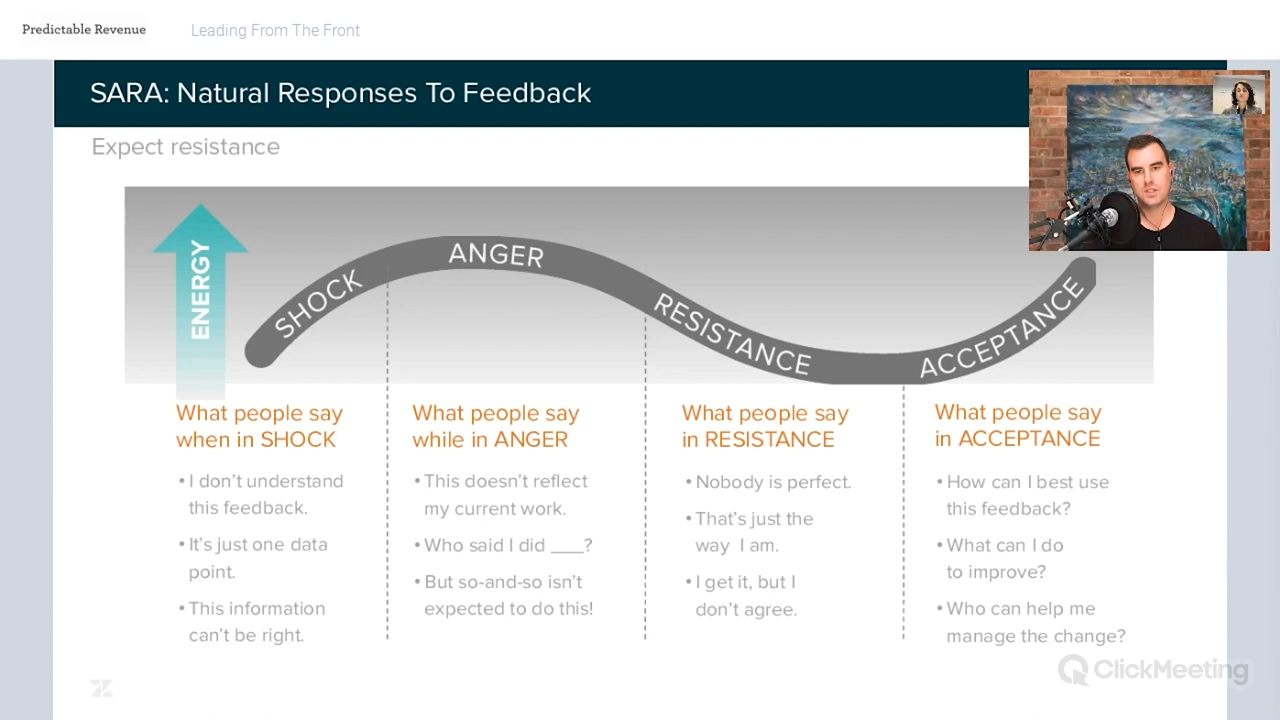 Predictable Revenue
Leading From The Front
SARA: Natural Responses To Feedback
Expect resistance
ENERGY
SHOCK
ANGER
RESISTANCE
ACCEPTANCE
What people say
when in SHOCK
• I don't understand
this feedback.
• It's just one data
point.
• This information
can't be right.
What people say
while in ANGER
• This doesn't reflect
my current work.
• Who said I did ___?
• But so-and-so isn't
expected to do this!
What people say
in RESISTANCE
• Nobody is perfect.
• That's just the
way I am.
• I get it, but I
don't agree.
What people say
in ACCEPTANCE
• How can I best use
this feedback?
• What can I do
to improve?
• Who can help me
manage the change?
ClickMeeting